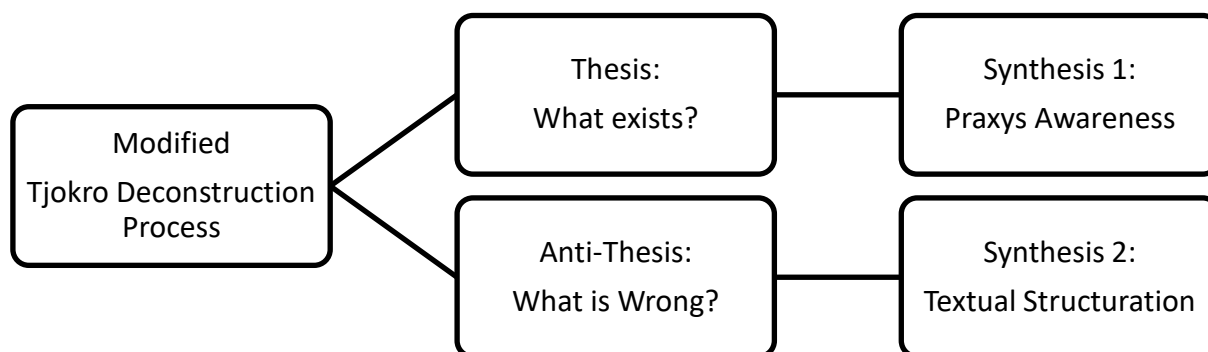 Modified
Tjokro Deconstruction
Process
Thesis:
What exists?
Synthesis 1:
Praxys Awareness
Anti-Thesis:
What is Wrong?
Synthesis 2:
Textual Structuration